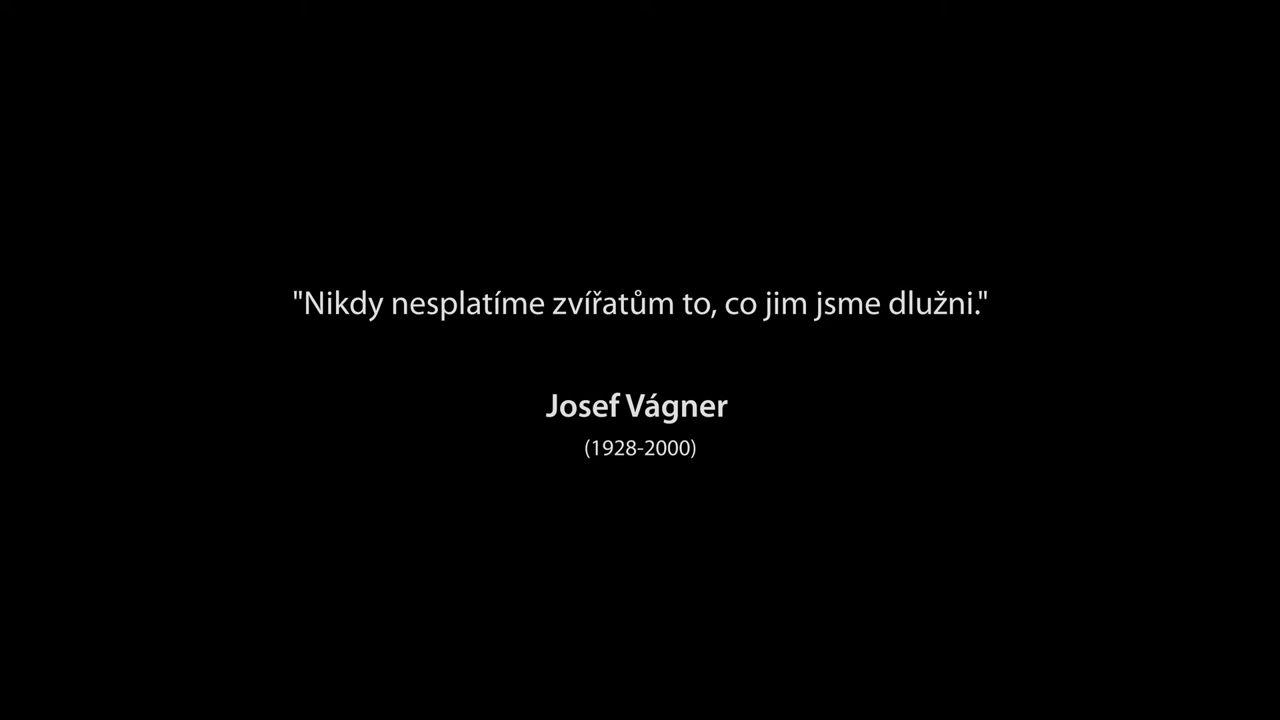 "Nikdy nesplatíme zvířatům to, co jim jsme dlužni."
Josef Vágner
(1928-2000)